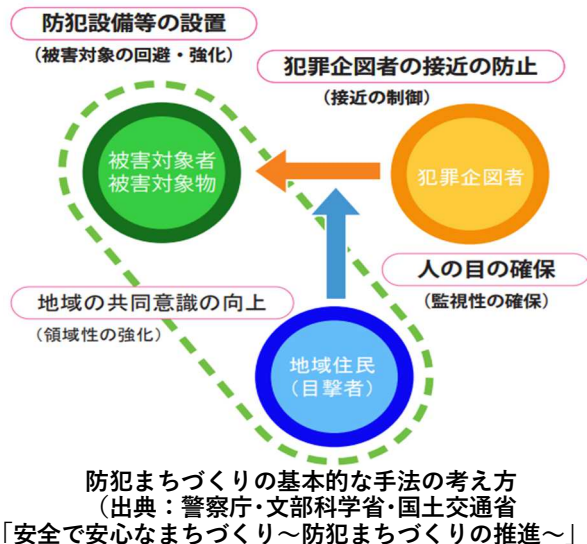 防犯設備等の設置
(被害対象の回避・強化)
犯罪企図者の接近の防止
(接近の制御)
被害対象者
被害対象物
犯罪企図者
人の目の確保
(監視性の確保)
地域の共同意識の向上
(領域性の強化)
地域住民
(目撃者)
防犯まちづくりの基本的な手法の考え方
（出典：警察庁･文部科学省･国土交通省
「安全で安心なまちづくり～防犯まちづくりの推進～」